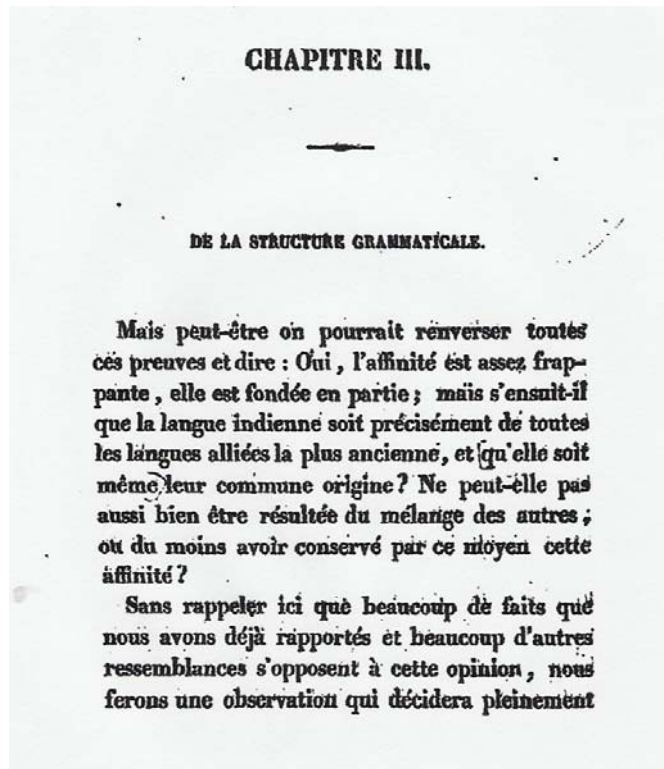 CHAPITRE III.
DE LA STRUCTURE GRAMMATICALE.
Mais peut-être on pourrait renverser toutes
ces preuves et dire : Oui, l'affinité est assez frap-
pante, elle est fondée en partie; mais s'ensuit-il
que la langue indienne soit précisément de toutes
les langues alliées la plus ancienne, et qu'elle soit
même leur commune origine? Ne peut-elle pas
aussi bien être résultée du mélange des autres;
ou du moins avoir conservé par ce moyen cette
affinité?
Sans rappeler ici que beaucoup de faits que
nous avons déjà rapportés et beaucoup d'autres
ressemblances s'opposent à cette opinion, nous
ferons une observation qui décidera pleinement